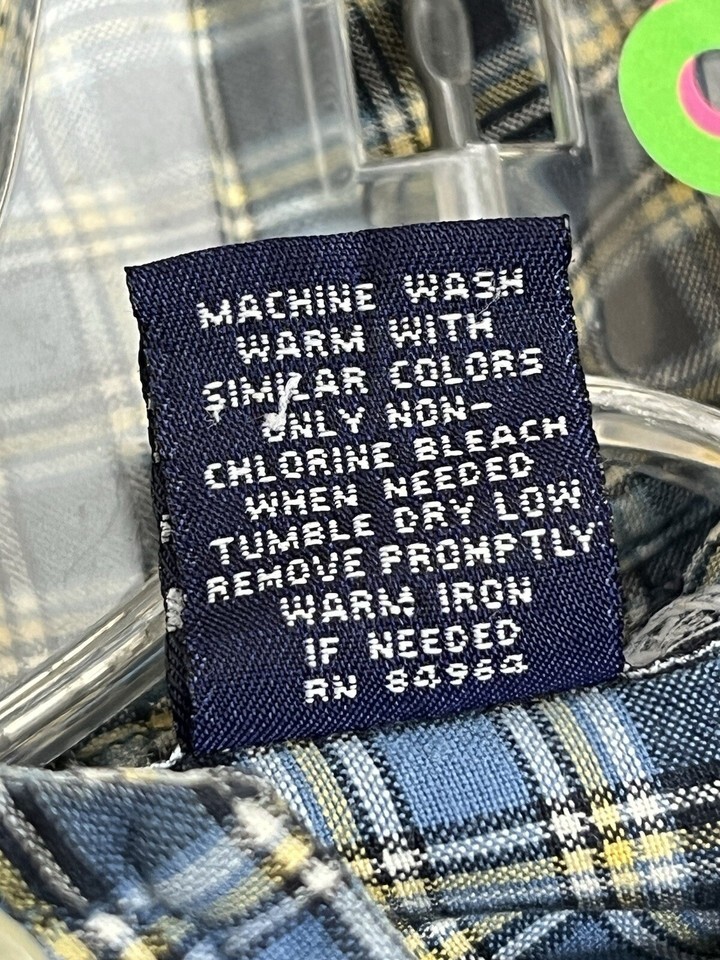 MACHINE WASH
WARM WITH
SIMILAR COLORS
ONLY NON-
CHLORINE BLEACH
WHEN NEEDED
TUMBLE DRY LOW
REMOVE PROMPTLY
WARM IRON
IF NEEDED
RN 84964